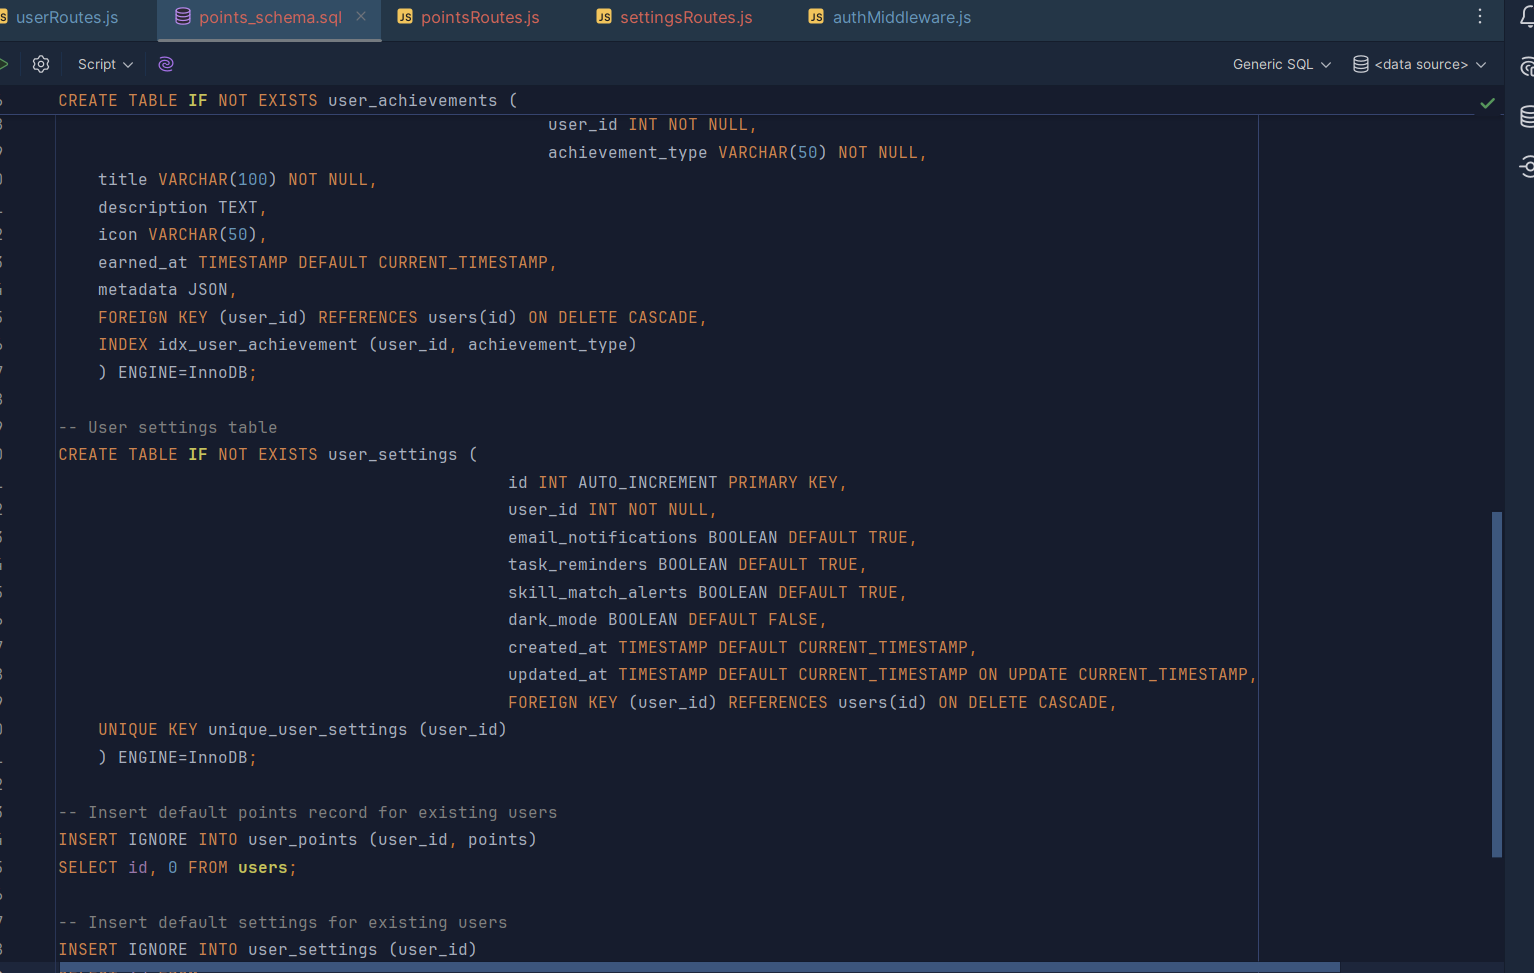 JS userRoutes.js points_schema.sql JS pointsRoutes.js JS settingsRoutes.js JS authMiddleware.js
Script Generic SQL <data source>
CREATE TABLE IF NOT EXISTS user_achievements (
user_id INT NOT NULL,
achievement_type VARCHAR(50) NOT NULL,
title VARCHAR(100) NOT NULL,
description TEXT,
icon VARCHAR(50),
earned_at TIMESTAMP DEFAULT CURRENT_TIMESTAMP,
metadata JSON,
FOREIGN KEY (user_id) REFERENCES users(id) ON DELETE CASCADE,
INDEX idx_user_achievement (user_id, achievement_type)
) ENGINE=InnoDB;
-- User settings table
CREATE TABLE IF NOT EXISTS user_settings (
id INT AUTO_INCREMENT PRIMARY KEY,
user_id INT NOT NULL,
email_notifications BOOLEAN DEFAULT TRUE,
task_reminders BOOLEAN DEFAULT TRUE,
skill_match_alerts BOOLEAN DEFAULT TRUE,
dark_mode BOOLEAN DEFAULT FALSE,
created_at TIMESTAMP DEFAULT CURRENT_TIMESTAMP,
updated_at TIMESTAMP DEFAULT CURRENT_TIMESTAMP ON UPDATE CURRENT_TIMESTAMP,
FOREIGN KEY (user_id) REFERENCES users(id) ON DELETE CASCADE,
UNIQUE KEY unique_user_settings (user_id)
) ENGINE=InnoDB;
-- Insert default points record for existing users
INSERT IGNORE INTO user_points (user_id, points)
SELECT id, 0 FROM users;
-- Insert default settings for existing users
INSERT IGNORE INTO user_settings (user_id)